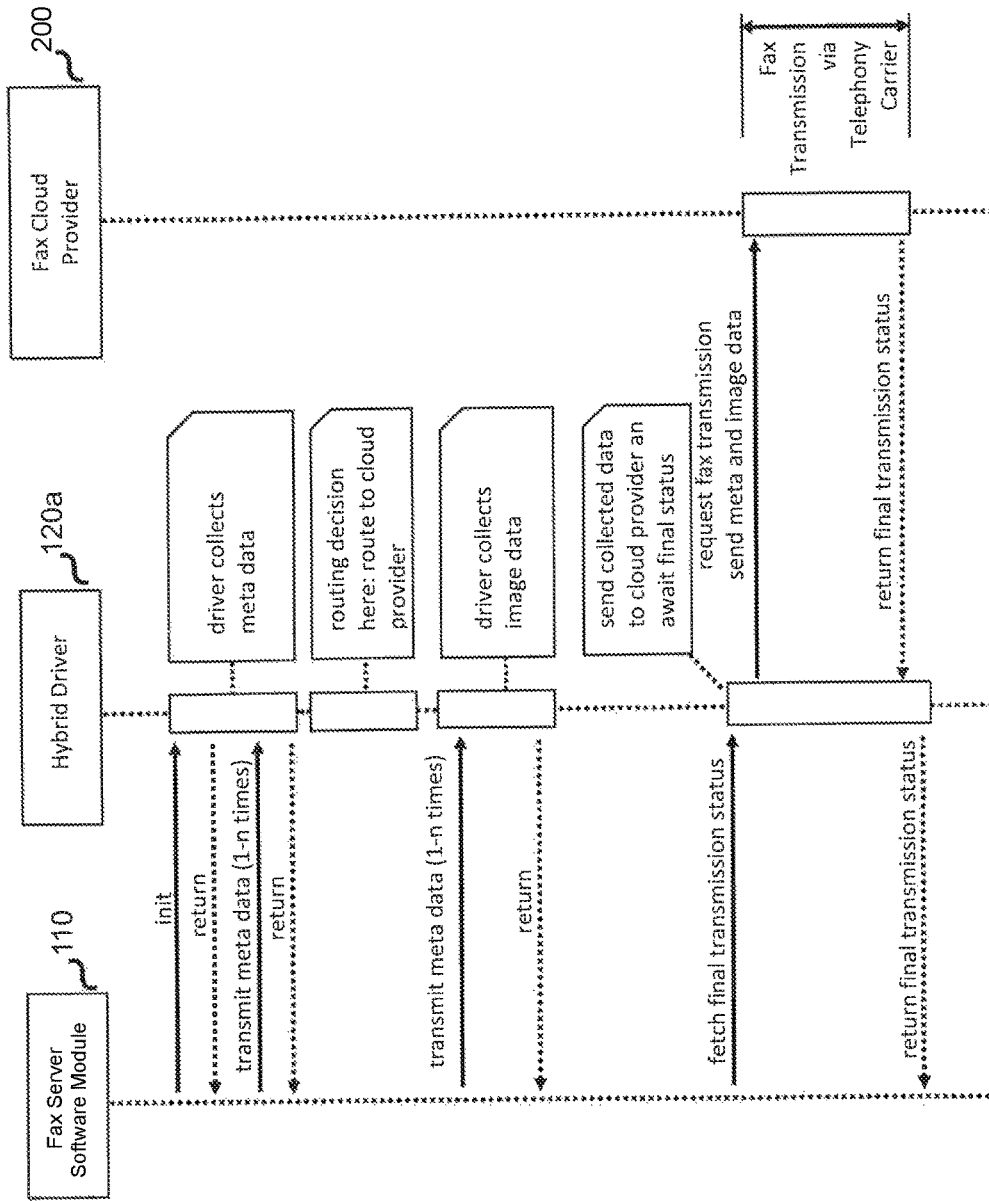 Fax Server
Software Module
110
Hybrid Driver
120a
Fax Cloud
Provider
200
init
return
transmit meta data (1-n times)
return
driver collects
meta data
routing decision
here: route to cloud
provider
transmit meta data (1-n times)
return
driver collects
image data
send collected data
to cloud provider an
await final status
fetch final transmission status
request fax transmission
send meta and image data
Fax
Transmission
via
Telephony
Carrier
return final transmission status
return final transmission status